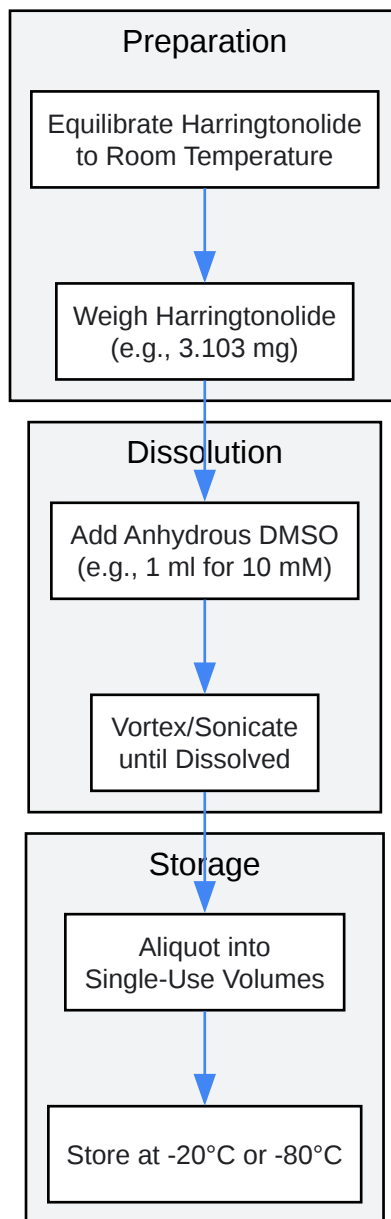 Preparation
Equilibrate Harringtonolide
to Room Temperature
Weigh Harringtonolide
(e.g., 3.103 mg)
Dissolution
Add Anhydrous DMSO
(e.g., 1 ml for 10 mM)
Vortex/Sonicate
until Dissolved
Storage
Aliquot into
Single-Use Volumes
Store at -20°C or -80°C